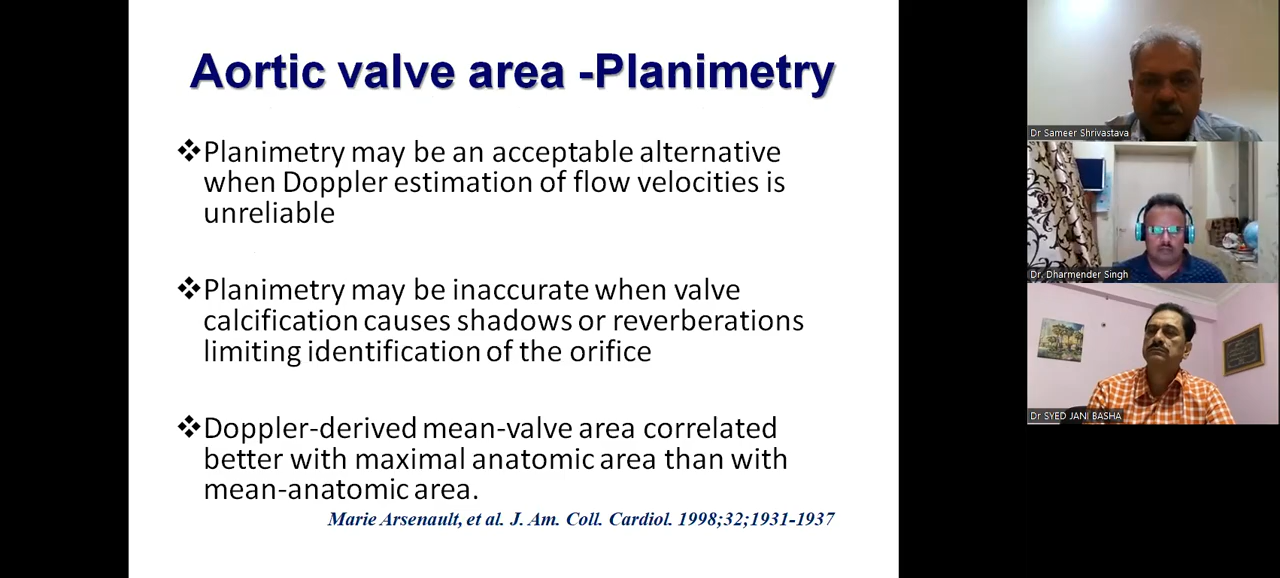 Aortic valve area -Planimetry
❖Planimetry may be an acceptable alternative
when Doppler estimation of flow velocities is
unreliable
❖Planimetry may be inaccurate when valve
calcification causes shadows or reverberations
limiting identification of the orifice
❖Doppler-derived mean-valve area correlated
better with maximal anatomic area than with
mean-anatomic area.
Marie Arsenault, et al. J. Am. Coll. Cardiol. 1998;32;1931-1937
Dr Sameer Shrivastava
Dr. Dharmender Singh
Dr SYED JANI BASHA